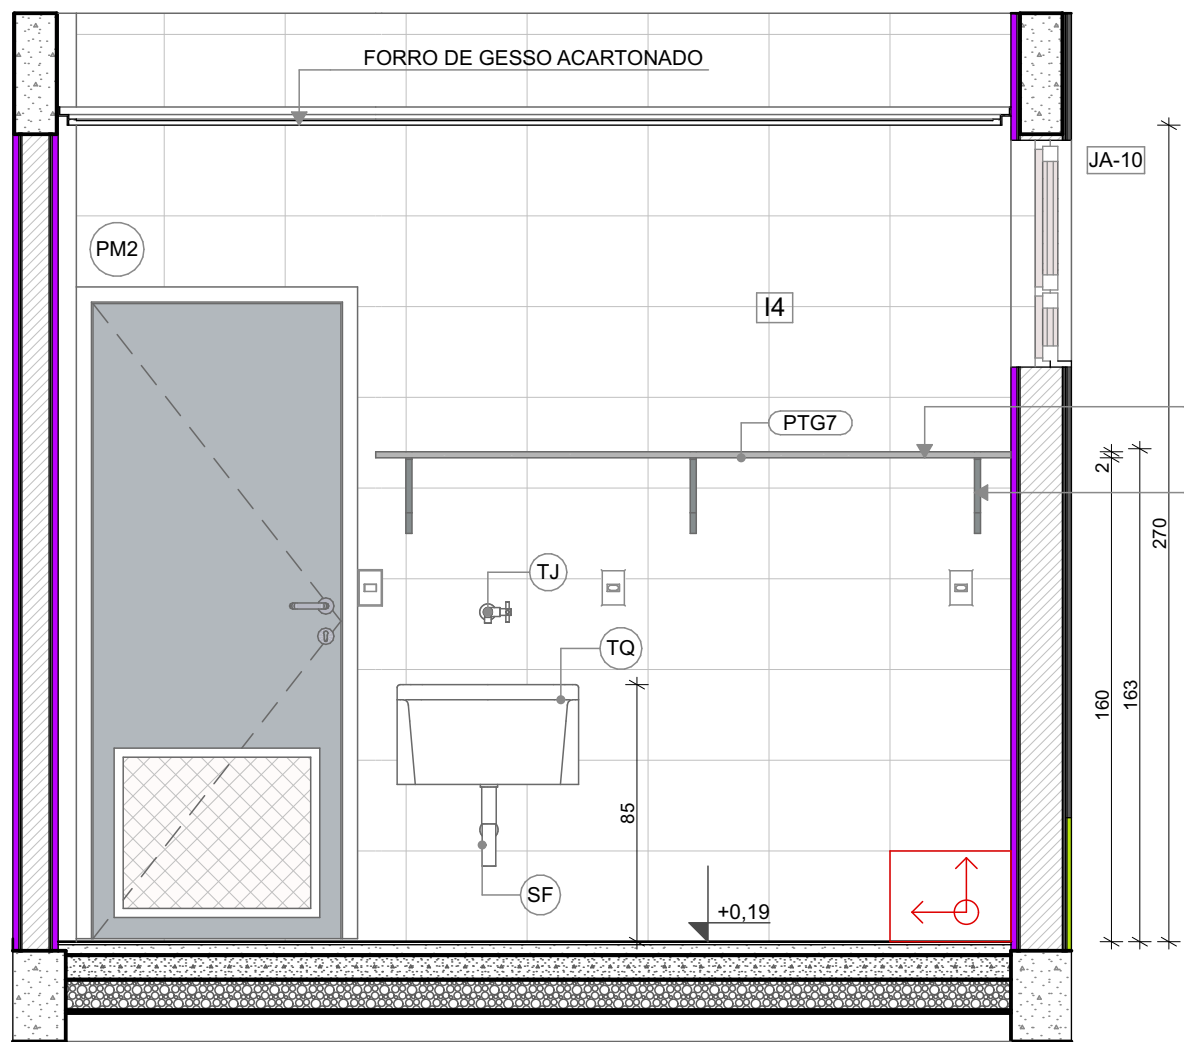 FORRO DE GESSO ACARTONADO
JA-10
PM2
I4
PTG7
2
270
TJ
TQ
160
163
85
SF
+0,19